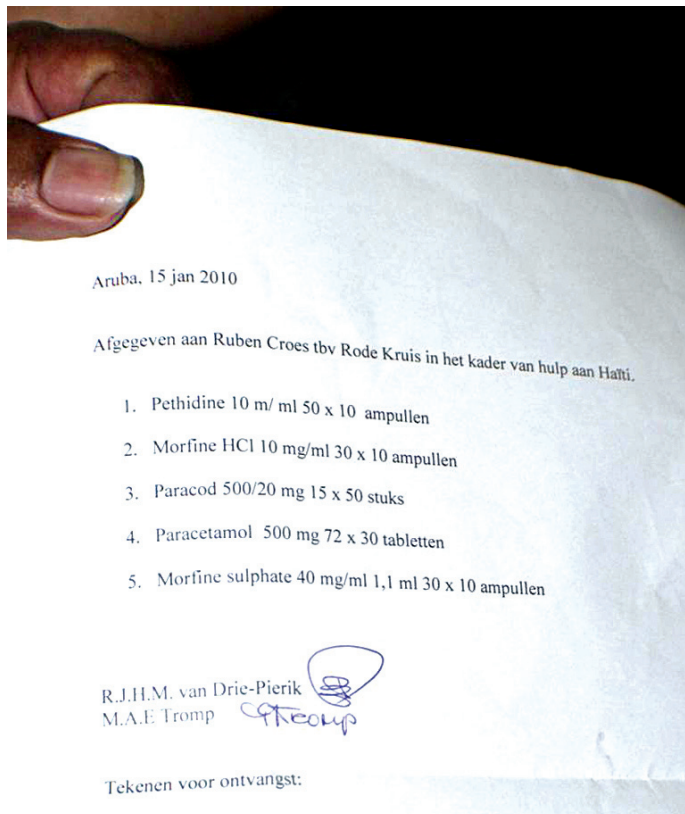 Aruba, 15 jan 2010
Afgegeven aan Ruben Croes tbv Rode Kruis in het kader van hulp aan Haïti.
1. Pethidine 10 m/ ml 50 x 10 ampullen
2. Morfine HCl 10 mg/ml 30 x 10 ampullen
3. Paracod 500/20 mg 15 x 50 stuks
4. Paracetamol 500 mg 72 x 30 tabletten
5. Morfine sulphate 40 mg/ml 1,1 ml 30 x 10 ampullen
R.J.H.M. van Drie-Pierik
M.A.E Tromp
Tekenen voor ontvangst: